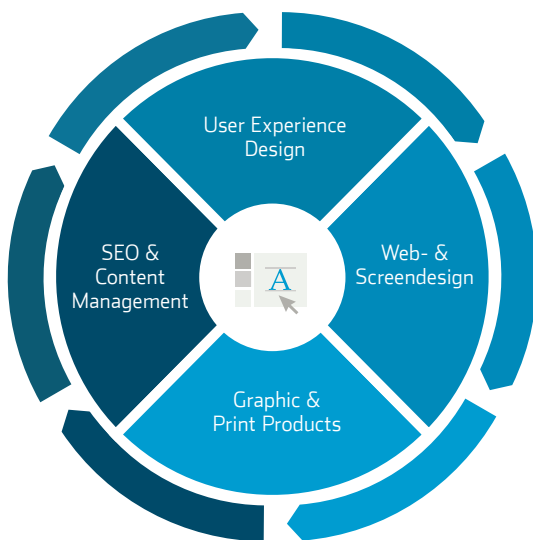 User Experience
Design
Web- &
Screendesign
Graphic &
Print Products
SEO &
Content
Management
A